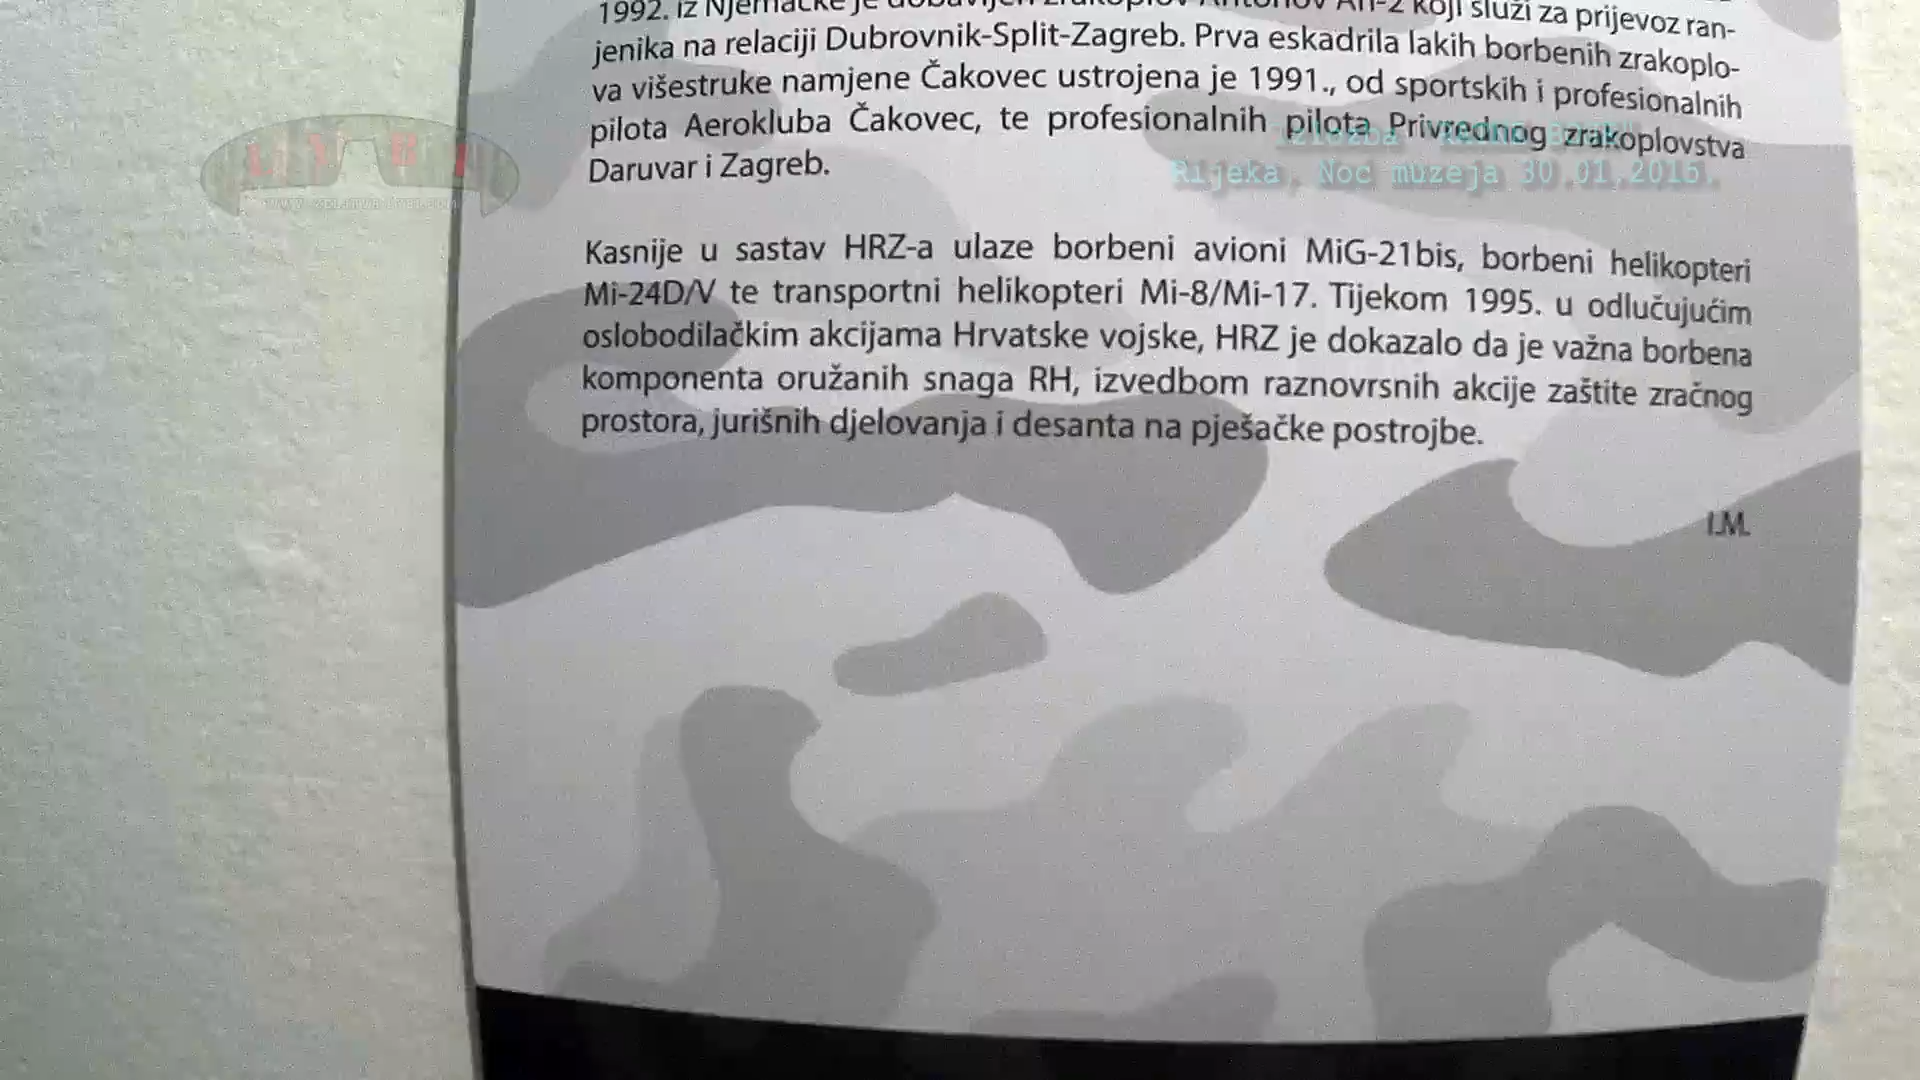 1992. iz Njemačke je dobavljen zrakoplov Antonov An-2 koji služi za prijevoz ran-
jenika na relaciji Dubrovnik-Split-Zagreb. Prva eskadrila lakih borbenih zrakoplo-
va višestruke namjene Čakovec ustrojena je 1991., od sportskih i profesionalnih
pilota Aerokluba Čakovec, te profesionalnih pilota Privrednog zrakoplovstva
Daruvar i Zagreb.
Izložba
Rijeka, Noc muzeja 30.01.2015.
Kasnije u sastav HRZ-a ulaze borbeni avioni MiG-21bis, borbeni helikopteri
Mi-24D/V te transportni helikopteri Mi-8/Mi-17. Tijekom 1995. u odlučujućim
oslobodilačkim akcijama Hrvatske vojske, HRZ je dokazalo da je važna borbena
komponenta oružanih snaga RH, izvedbom raznovrsnih akcije zaštite zračnog
prostora, jurišnih djelovanja i desanta na pješačke postrojbe.
I.M.